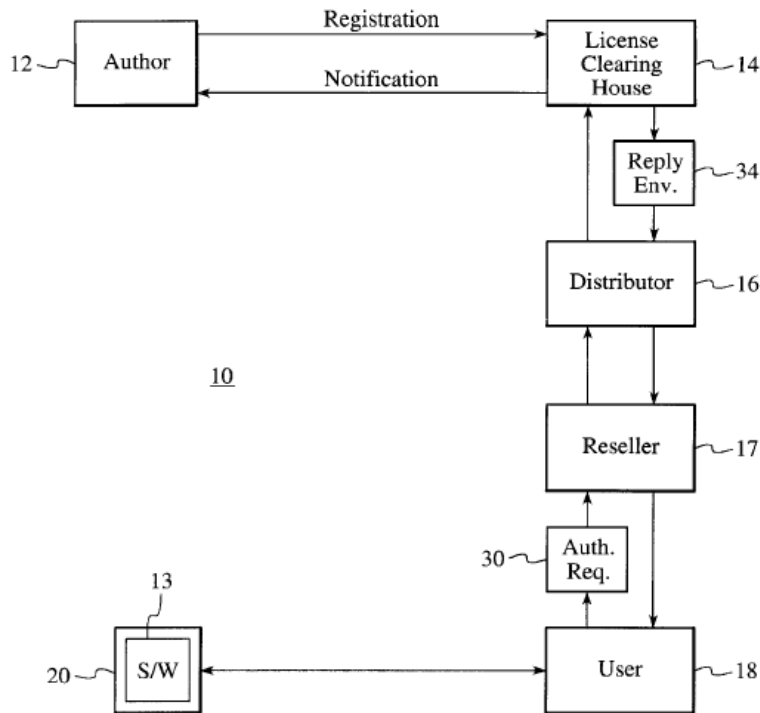 Registration
12
Author
License
Clearing
House
14
Notification
Reply
Env.
34
Distributor
16
10
Reseller
17
30
Auth.
Req.
13
20
S/W
User
18